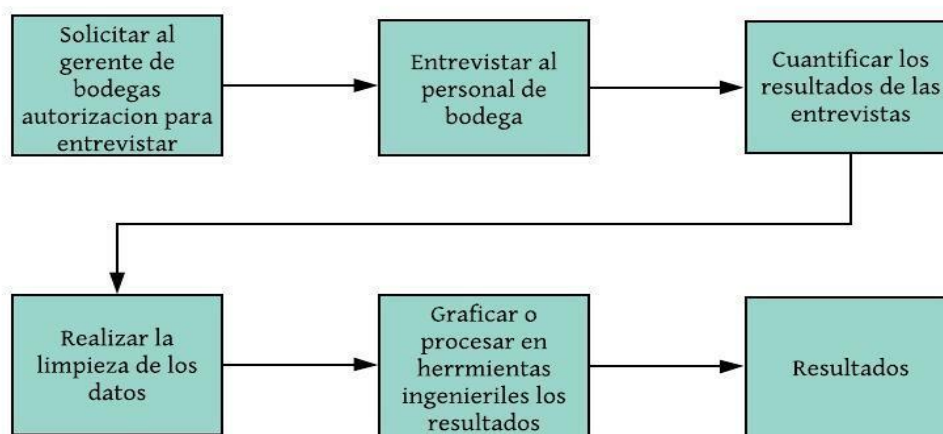 Solicitar al
gerente de
bodegas
autorizacion para
entrevistar
Entrevistar al
personal de
bodega
Cuantificar los
resultados de las
entrevistas
Realizar la
limpieza de los
datos
Graficar o
procesar en
herrmientas
ingenieriles los
resultados
Resultados